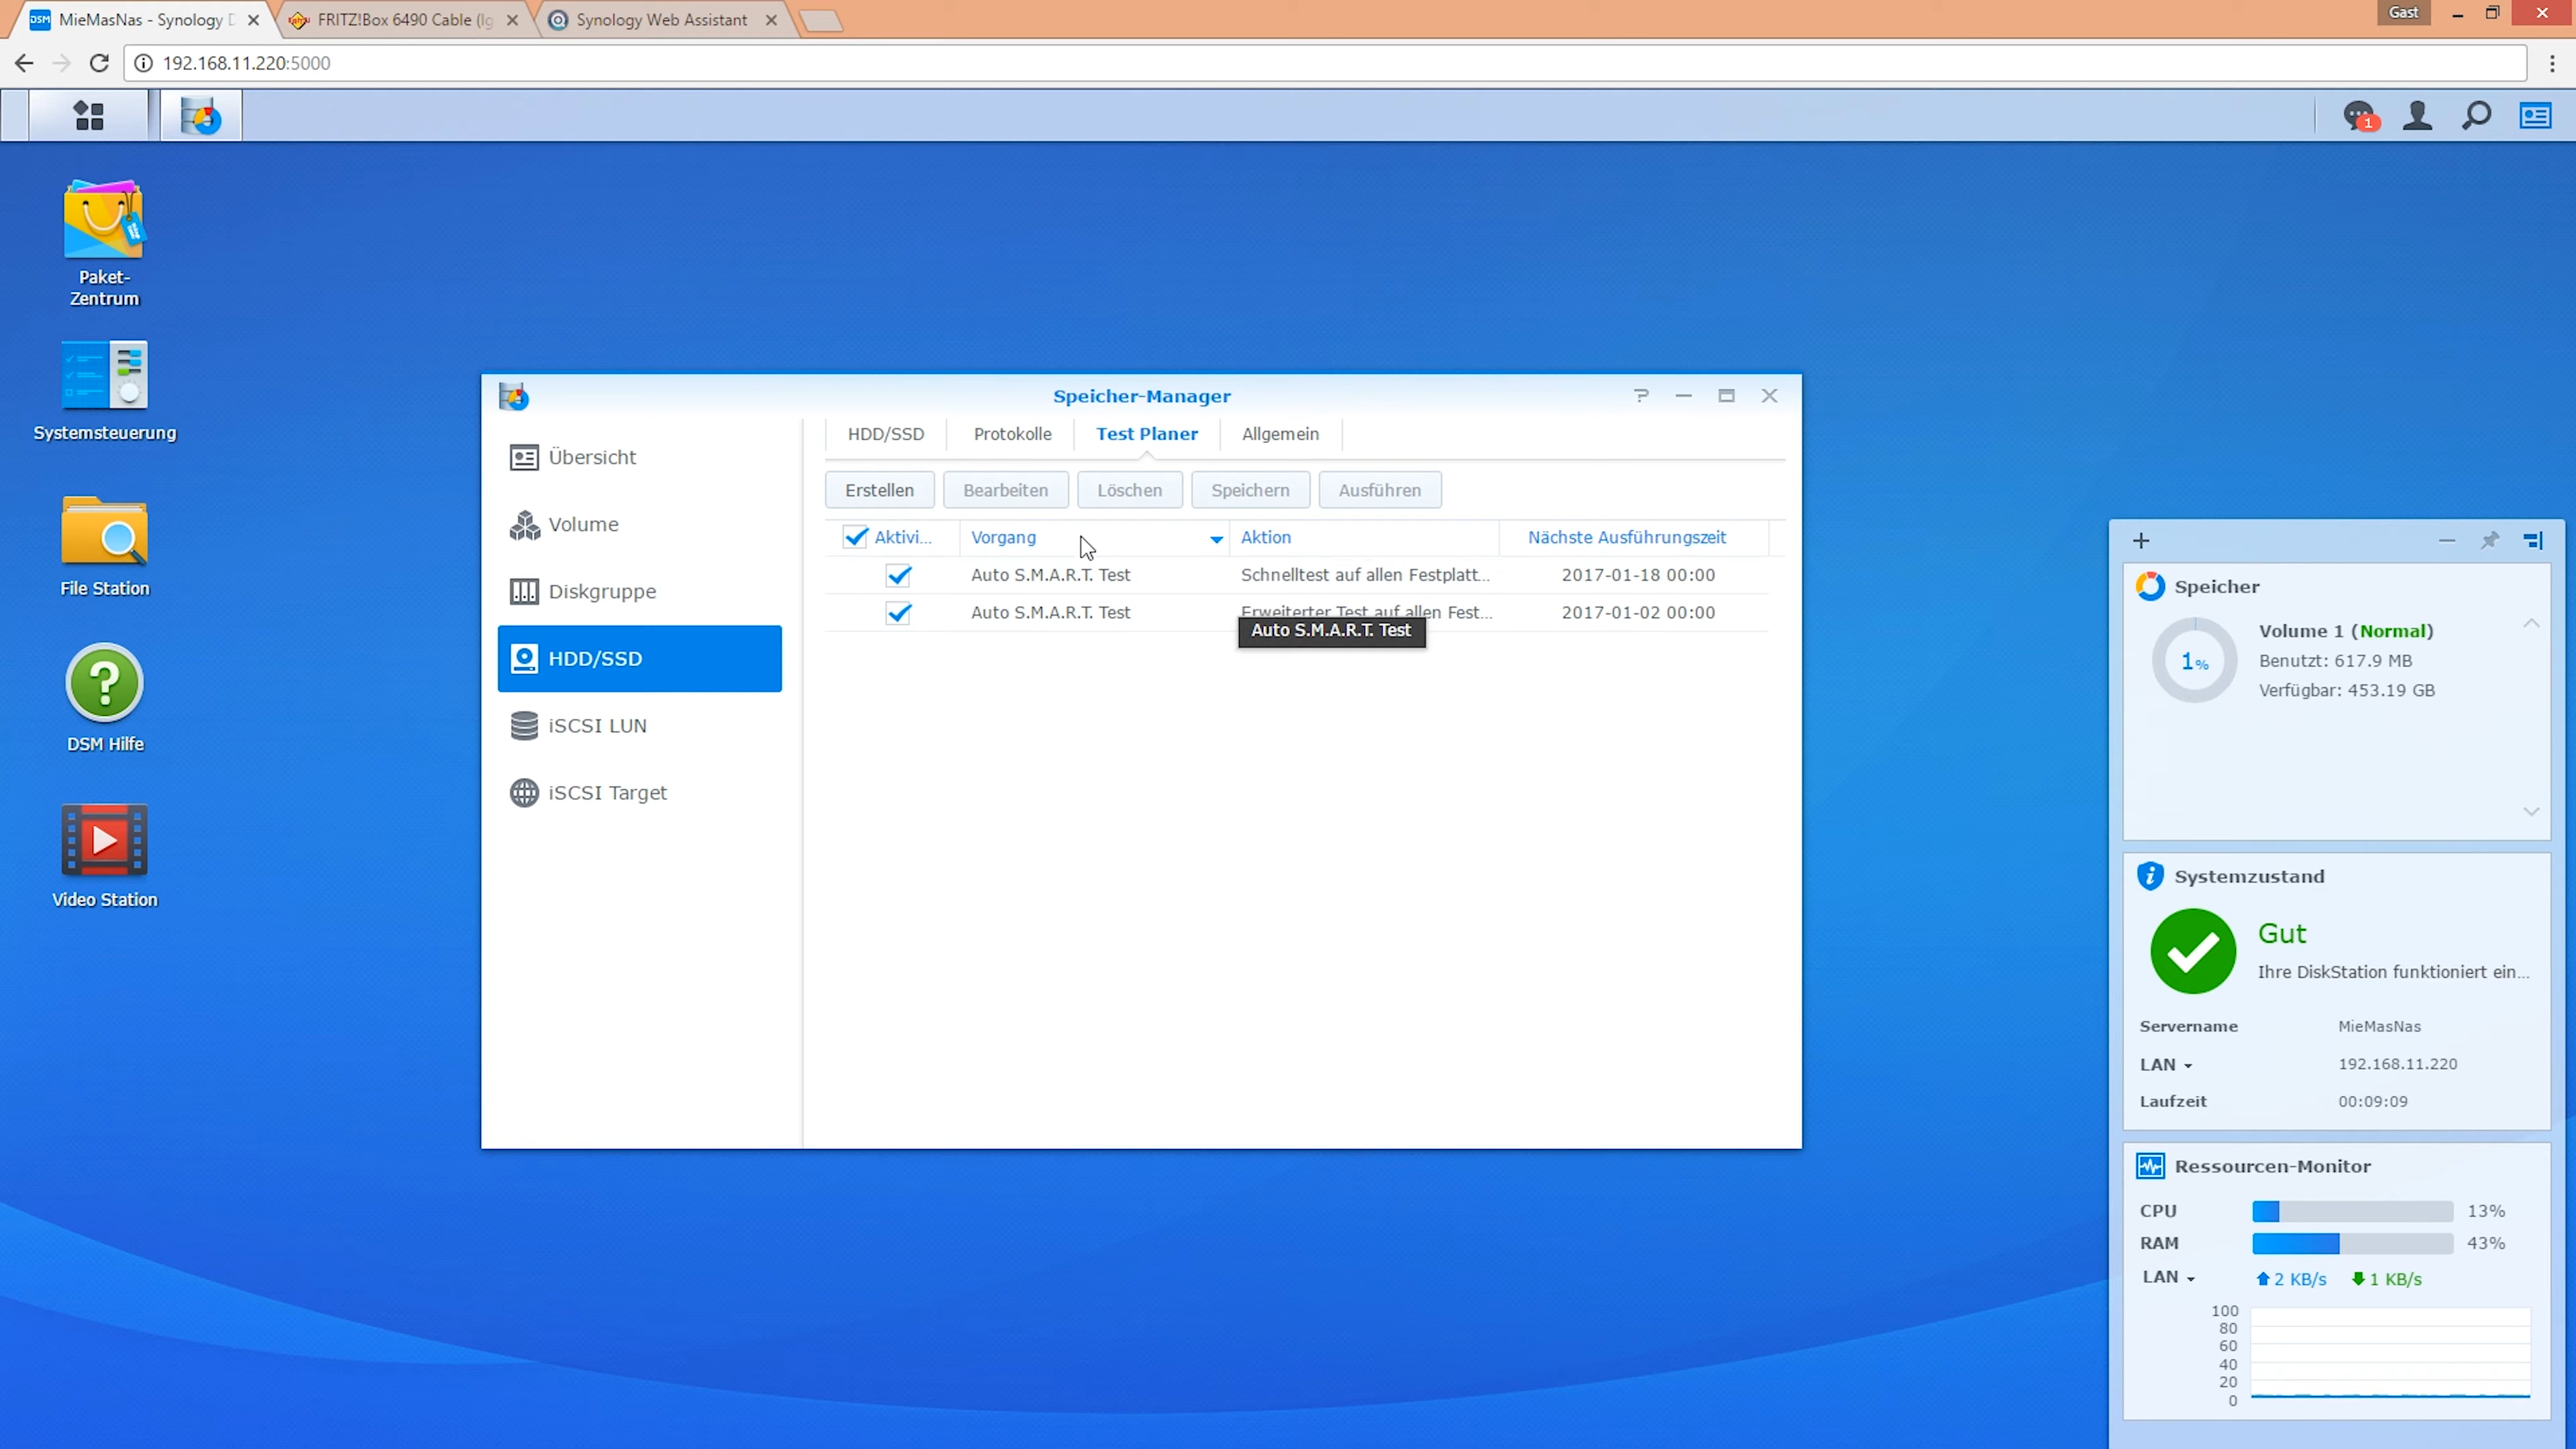 MieMasNas - Synology D
FRITZ!Box 6490 Cable (lg
Synology Web Assistant
Gast
192.168.11.220:5000
1
Paket-
Zentrum
Systemsteuerung
File Station
DSM Hilfe
Video Station
Speicher-Manager
Übersicht
Volume
Diskgruppe
HDD/SSD
iSCSI LUN
iSCSI Target
HDD/SSD Protokolle Test Planer Allgemein
Erstellen Bearbeiten Löschen Speichern Ausführen
Aktivi... Vorgang Aktion Nächste Ausführungszeit
Auto S.M.A.R.T. Test Schnelltest auf allen Festplatt... 2017-01-18 00:00
Auto S.M.A.R.T. Test Erweiterter Test auf allen Fest... 2017-01-02 00:00
Auto S.M.A.R.T. Test
Speicher
1%
Volume 1 (Normal)
Benutzt: 617.9 MB
Verfügbar: 453.19 GB
Systemzustand
Gut
Ihre DiskStation funktioniert ein...
Servername MieMasNas
LAN 192.168.11.220
Laufzeit 00:09:09
Ressourcen-Monitor
CPU 13%
RAM 43%
LAN 2 KB/s 1 KB/s
100
80
60
40
20
0